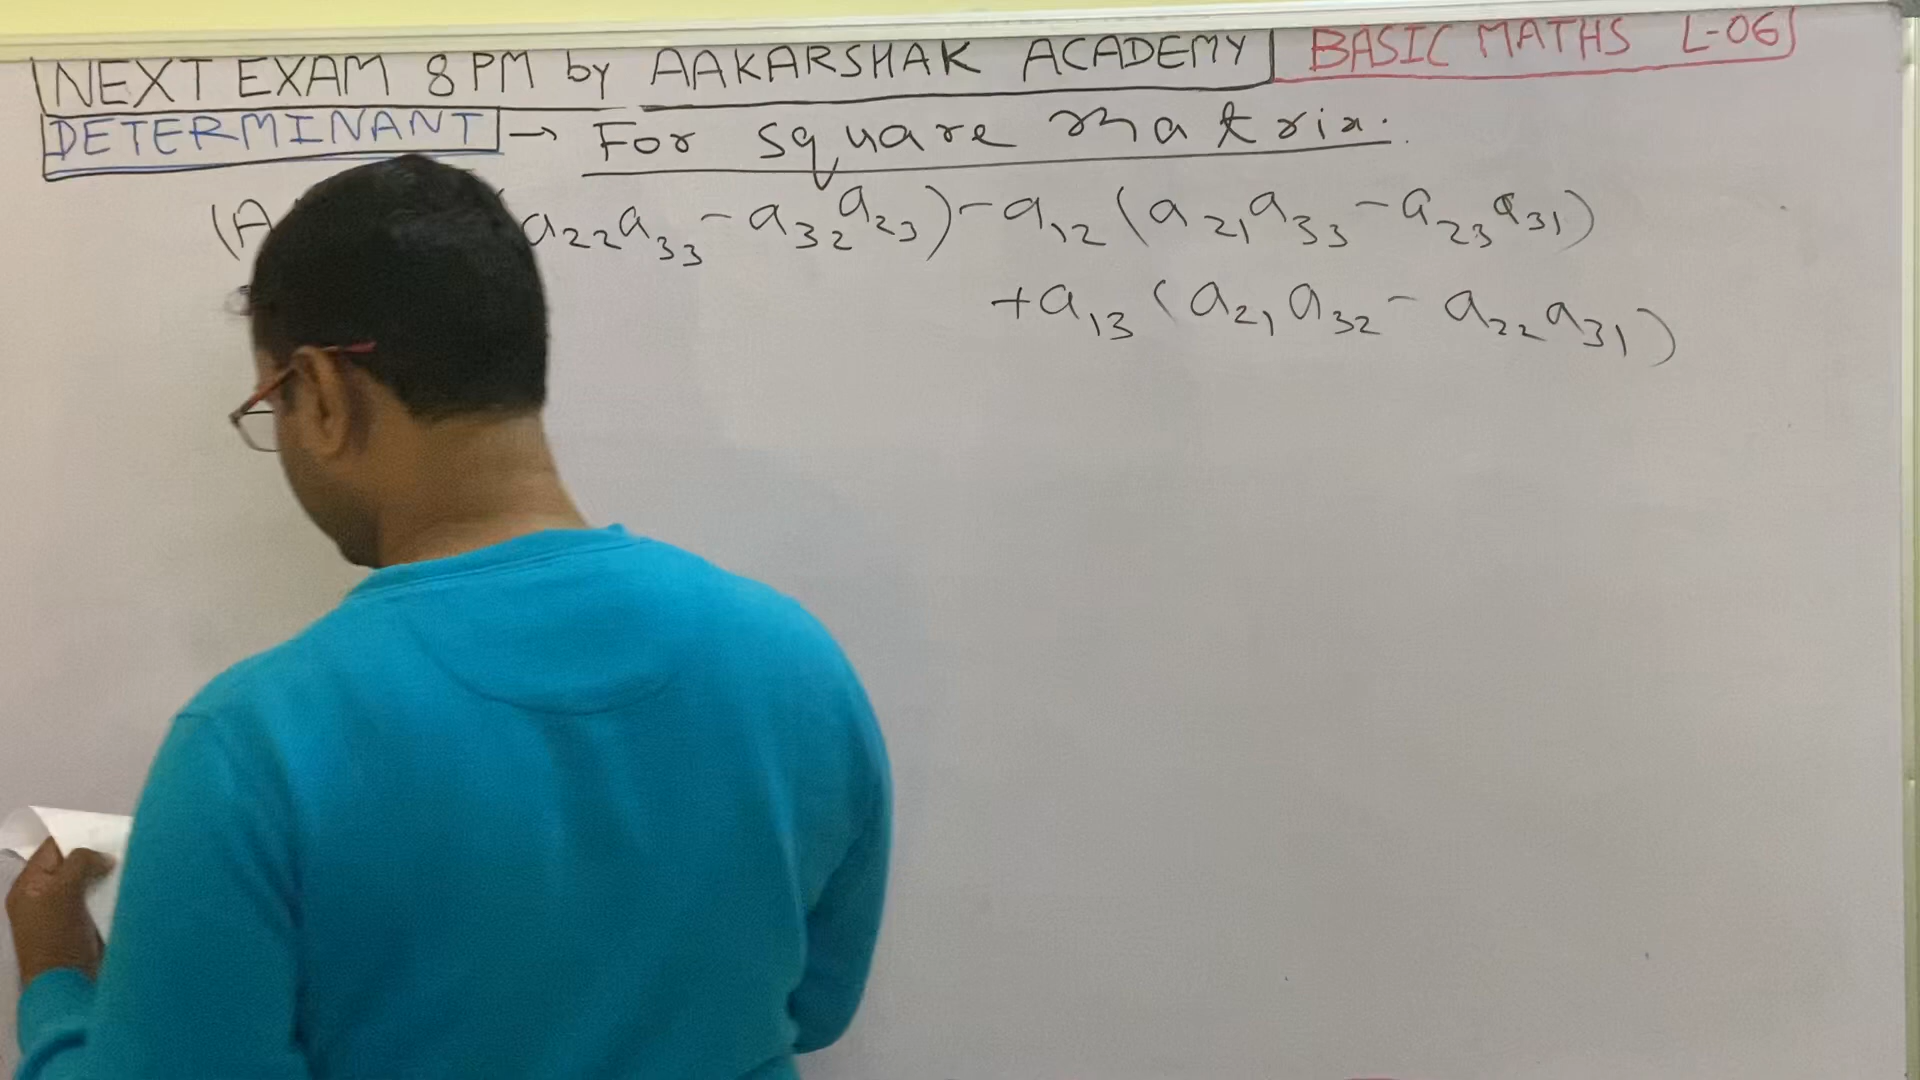 NEXT EXAM 8 PM by AAKARSHAK ACADEMY BASIC MATHS L-06
DETERMINANT → For square matrix.
(A a₂₂a₃₃ - a₃₂a₂₃) - a₁₂ (a₂₁a₃₃ - a₂₃a₃₁)
+ a₁₃ (a₂₁a₃₂ - a₂₂a₃₁)